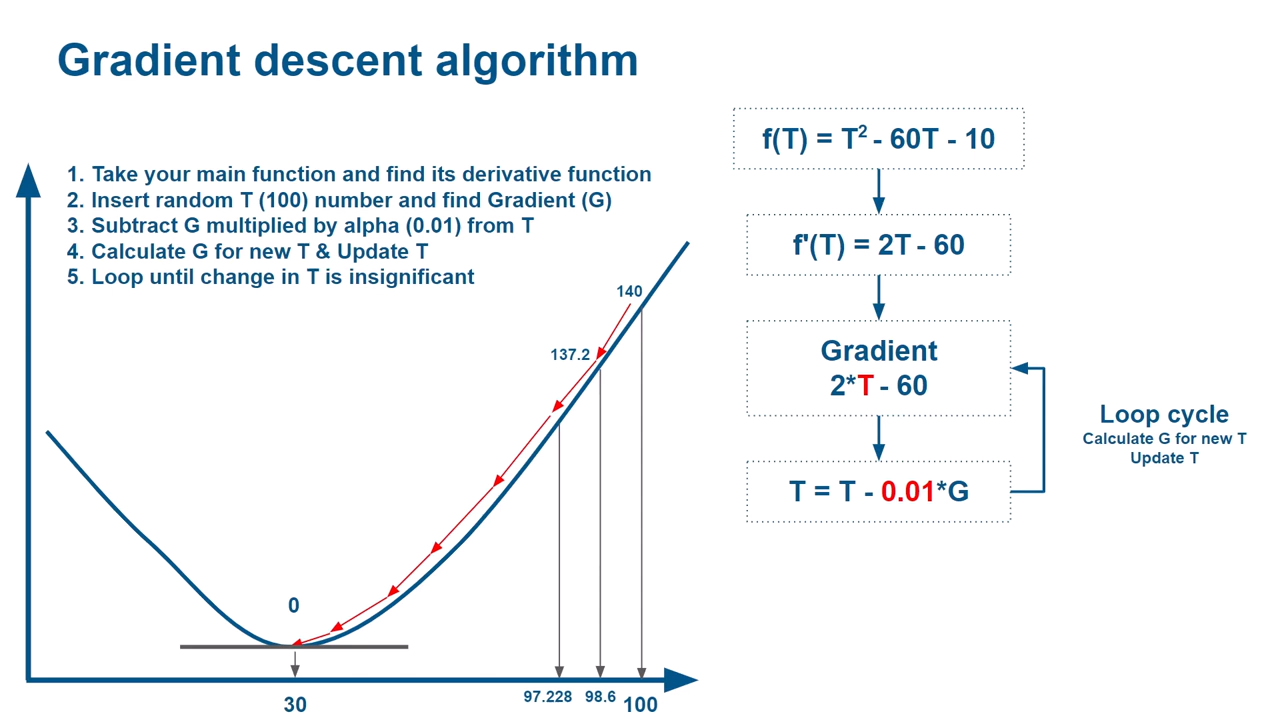 Gradient descent algorithm
1. Take your main function and find its derivative function
2. Insert random T (100) number and find Gradient (G)
3. Subtract G multiplied by alpha (0.01) from T
4. Calculate G for new T & Update T
5. Loop until change in T is insignificant
140
137.2
0
30
97.228
98.6
100
f(T) = T² - 60T - 10
f'(T) = 2T - 60
Gradient
2*T - 60
T = T - 0.01*G
Loop cycle
Calculate G for new T
Update T